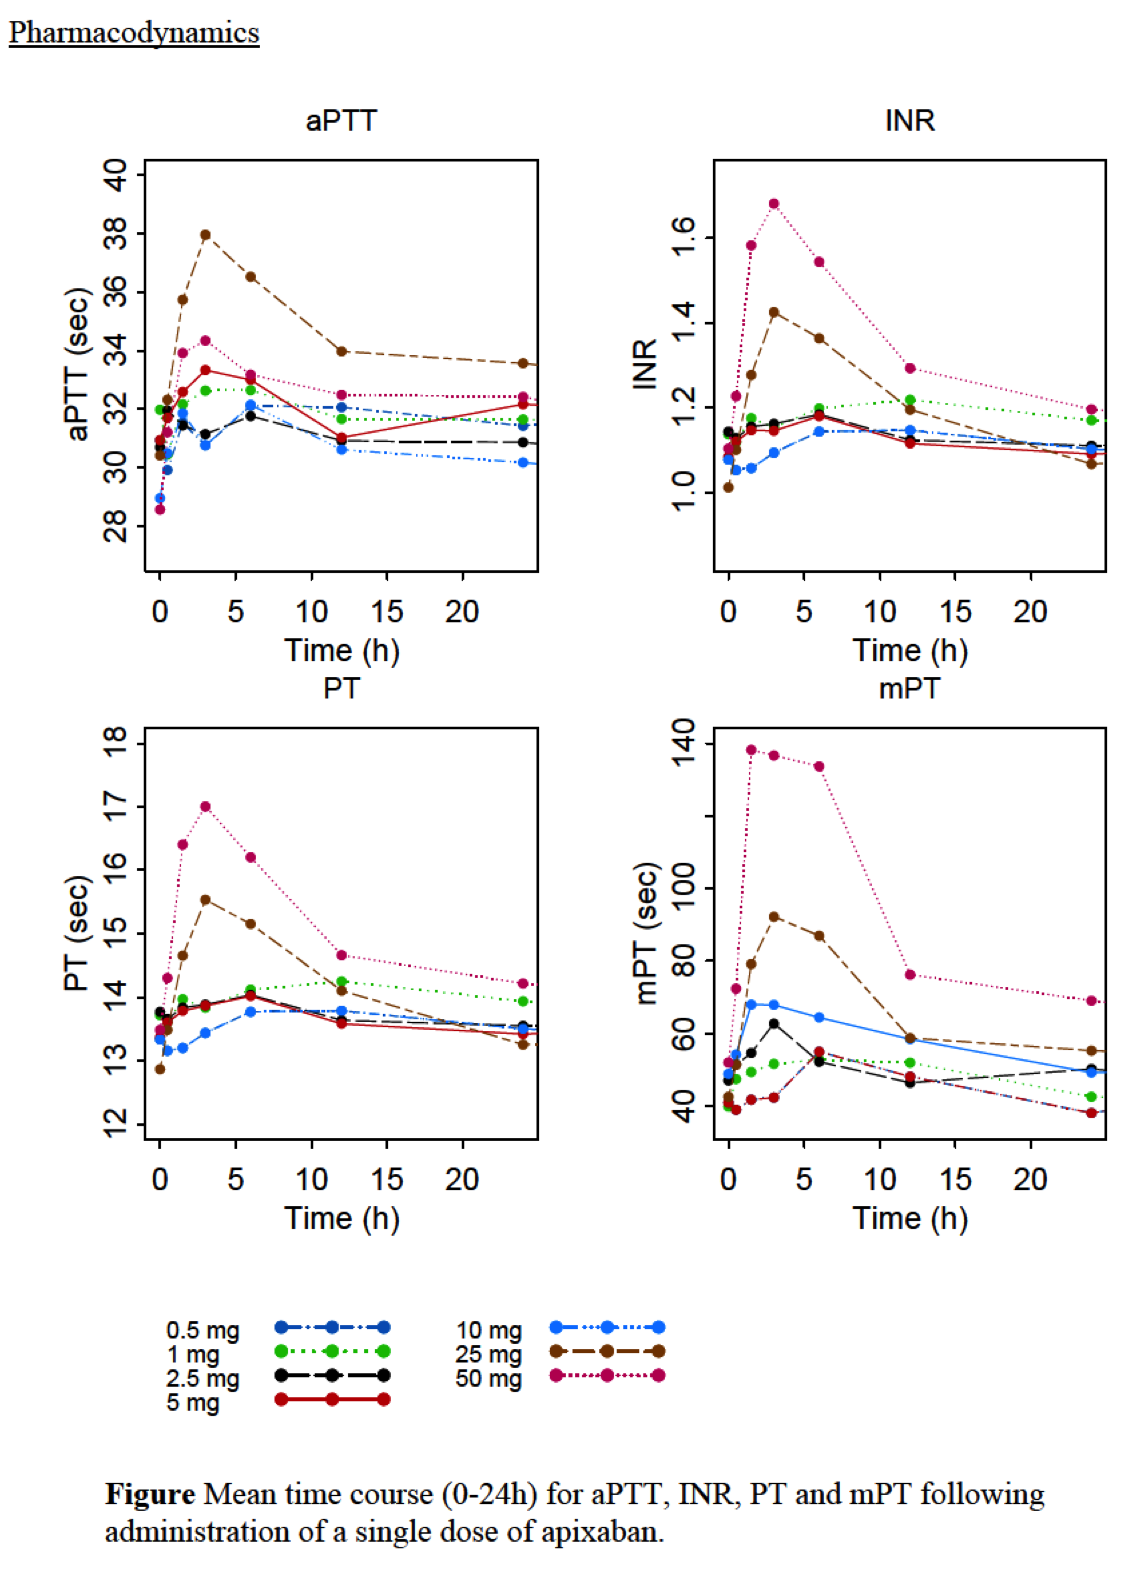 Pharmacodynamics
aPTT
40
38
36
34
32
30
28
aPTT (sec)
0 5 10 15 20
Time (h)
INR
1.6
1.4
1.2
1.0
INR
0 5 10 15 20
Time (h)
PT
18
17
16
15
14
13
12
PT (sec)
0 5 10 15 20
Time (h)
mPT
140
100
80
60
40
mPT (sec)
0 5 10 15 20
Time (h)
0.5 mg
1 mg
2.5 mg
5 mg
10 mg
25 mg
50 mg
Figure Mean time course (0-24h) for aPTT, INR, PT and mPT following
administration of a single dose of apixaban.